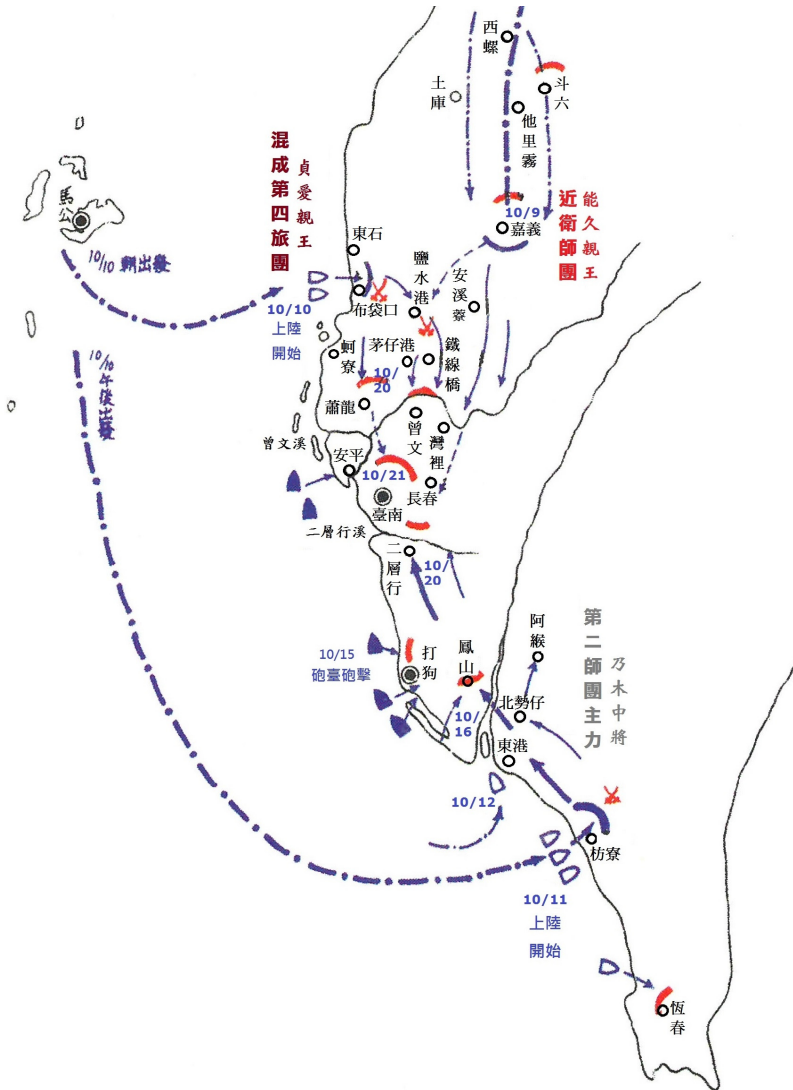 西螺
土庫
斗六
他里霧
混成第四旅團
貞愛親王
馬公
近衛師團
能久親王
10/9
嘉義
東石
鹽水港
安溪藔
10/10 朝出發
10/10
上陸
開始
布袋口
蚵寮
茅仔港
鐵線橋
10/
20
10/10 午後出發
蕭壠
曾文
灣裡
曾文溪
安平
10/21
長春
臺南
二層行溪
二層行
10/
20
10/15
砲臺砲擊
打狗
鳳山
阿緱
第二師團主力
乃木中將
北勢仔
10/
16
東港
10/12
枋寮
10/11
上陸
開始
恆春